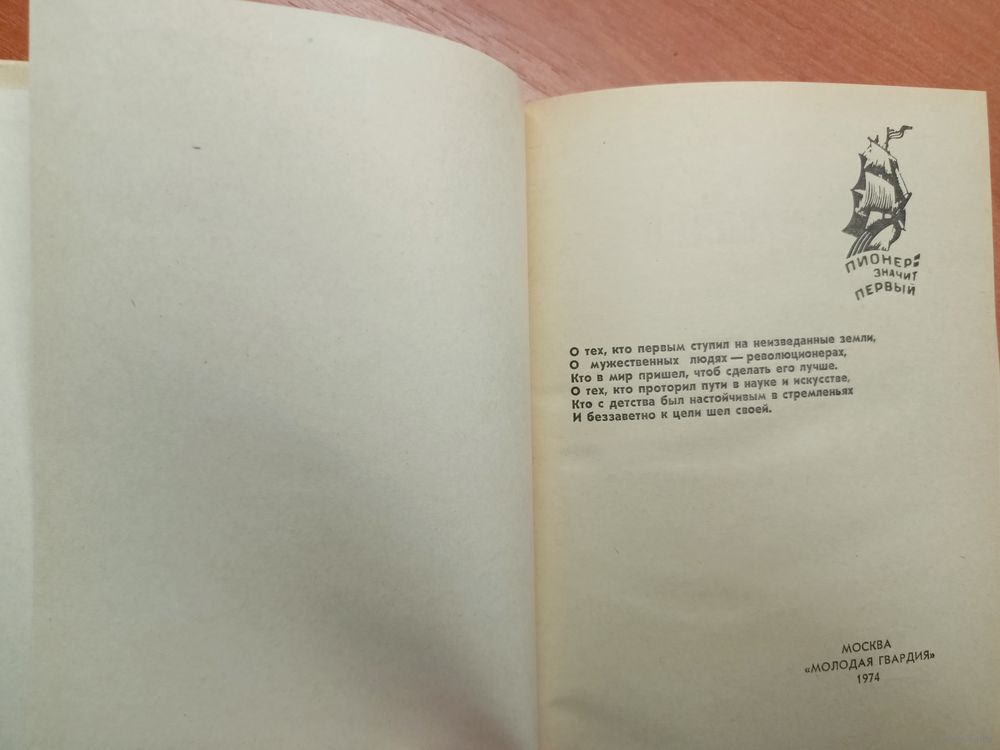 ПИОНЕР
ЗНАЧИТ
ПЕРВЫЙ
О тех, кто первым ступил на неизведанные земли,
О мужественных людях — революционерах,
Кто в мир пришел, чтоб сделать его лучше.
О тех, кто проторил пути в науке и искусстве,
Кто с детства был настойчивым в стремленьях
И беззаветно к цели шел своей.
МОСКВА
«МОЛОДАЯ ГВАРДИЯ»
1974